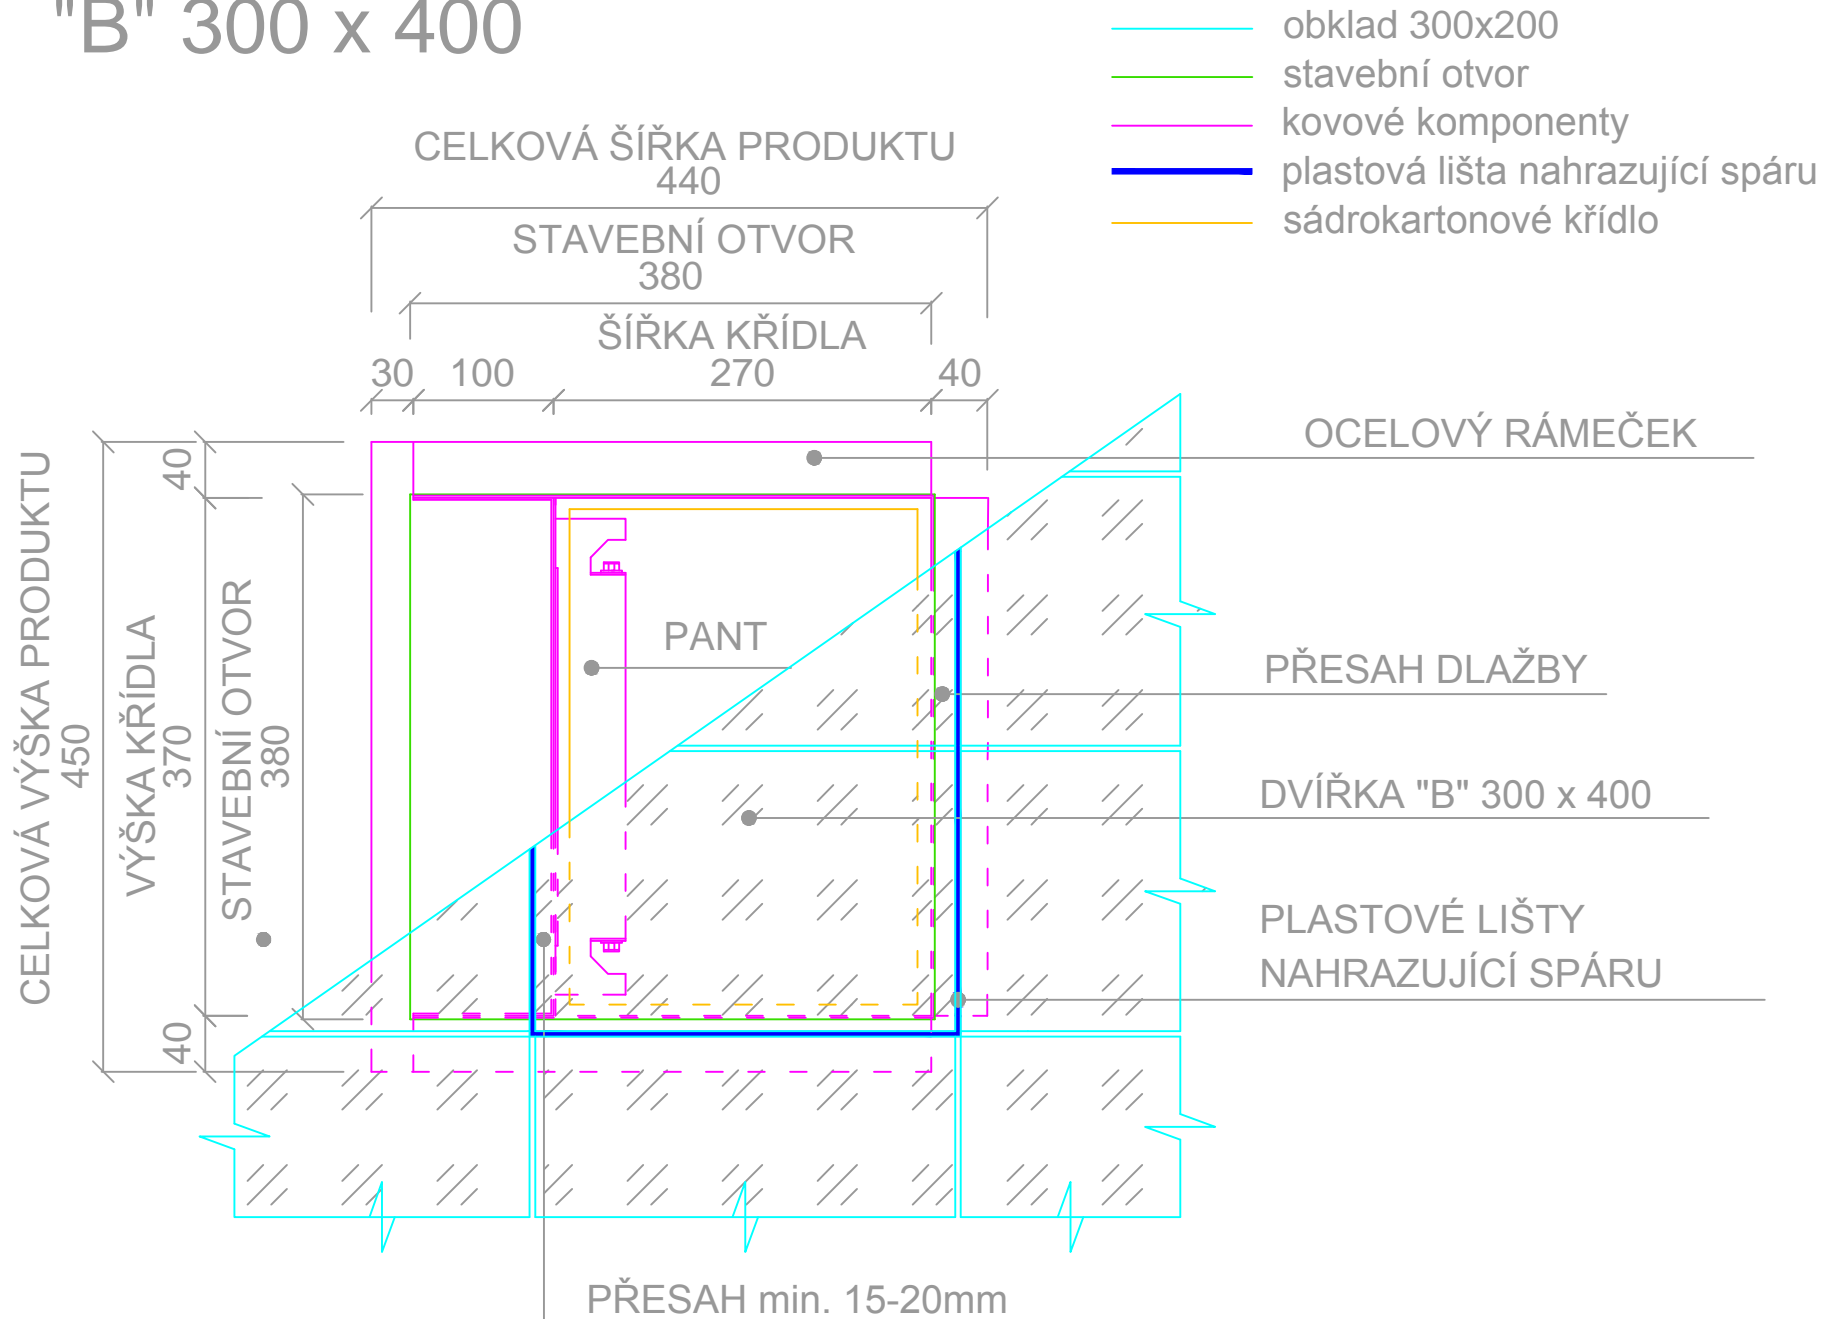 "B" 300 x 400
obklad 300x200
stavební otvor
kovové komponenty
plastová lišta nahrazující spáru
sádrokartonové křídlo
CELKOVÁ ŠÍŘKA PRODUKTU
440
STAVEBNÍ OTVOR
380
ŠÍŘKA KŘÍDLA
30 100 270 40
OCELOVÝ RÁMEČEK
CELKOVÁ VÝŠKA PRODUKTU
450
40
VÝŠKA KŘÍDLA
370
40
STAVEBNÍ OTVOR
380
PANT
PŘESAH DLAŽBY
DVÍŘKA "B" 300 x 400
PLASTOVÉ LIŠTY
NAHRAZUJÍCÍ SPÁRU
PŘESAH min. 15-20mm